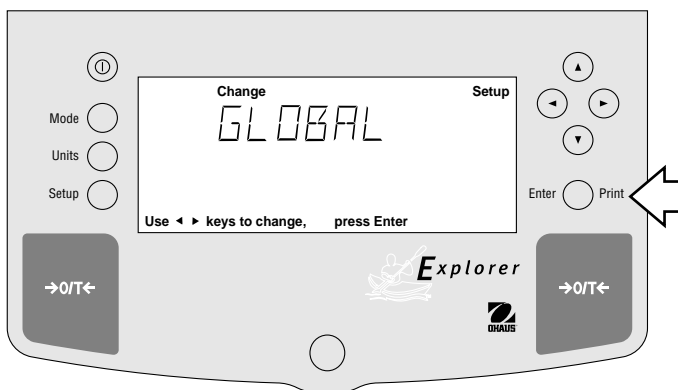 Change Setup
GLOBAL
Mode
Units
Setup
Enter Print
Use ◄ ► keys to change, press Enter
Explorer
→0/T← →0/T←
OHAUS